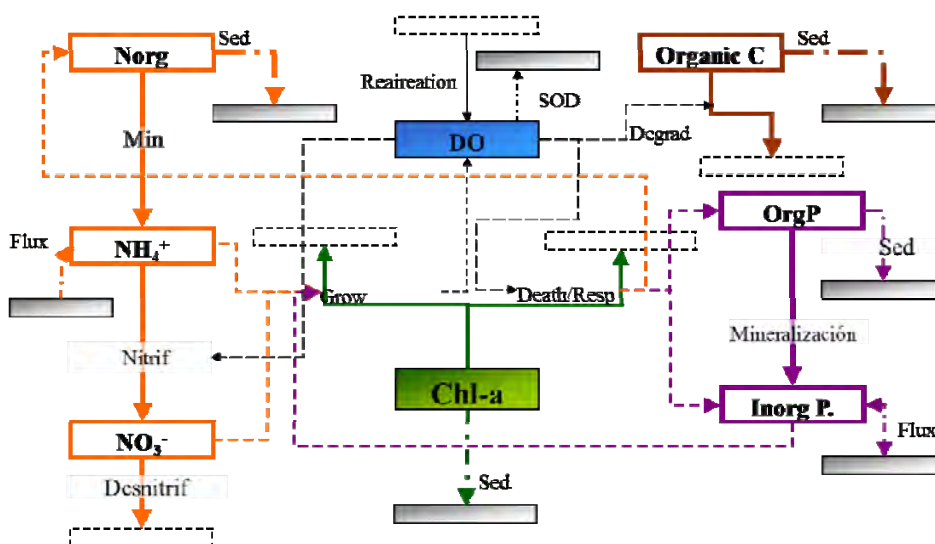 Norg
Sed
Reaireation
SOD
Organic C
Sed
Min
DO
Degrad
Flux
NH₄⁺
OrgP
Sed
Grow
Death/Resp
Nitrif
Mineralización
Chl-a
Inorg P.
NO₃⁻
Flux
Desnitrif
Sed